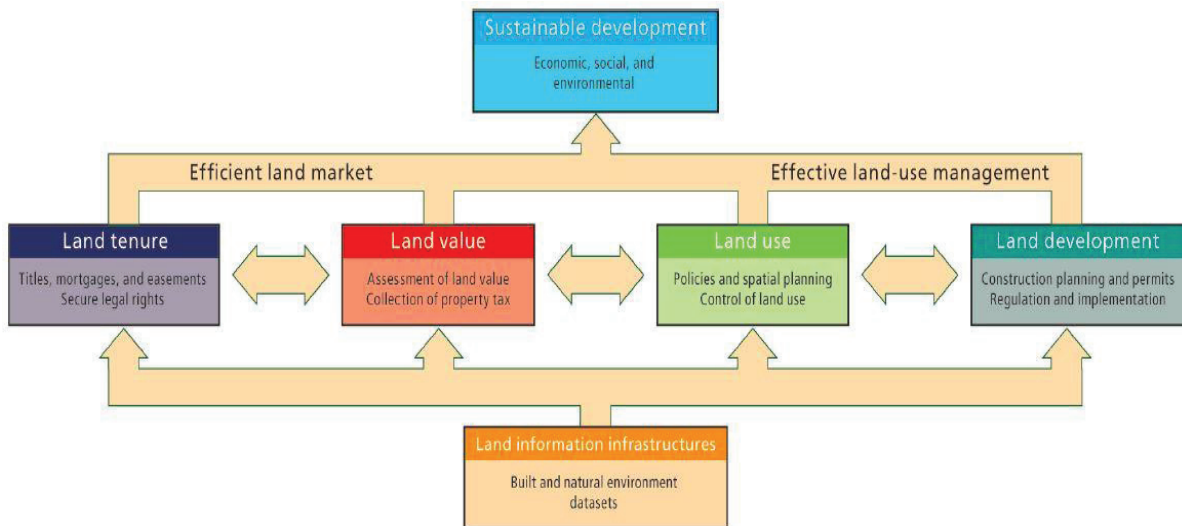 Sustainable development
Economic, social, and
environmental
Efficient land market
Effective land-use management
Land tenure
Titles, mortgages, and easements
Secure legal rights
Land value
Assessment of land value
Collection of property tax
Land use
Policies and spatial planning
Control of land use
Land development
Construction planning and permits
Regulation and implementation
Land information infrastructures
Built and natural environment
datasets